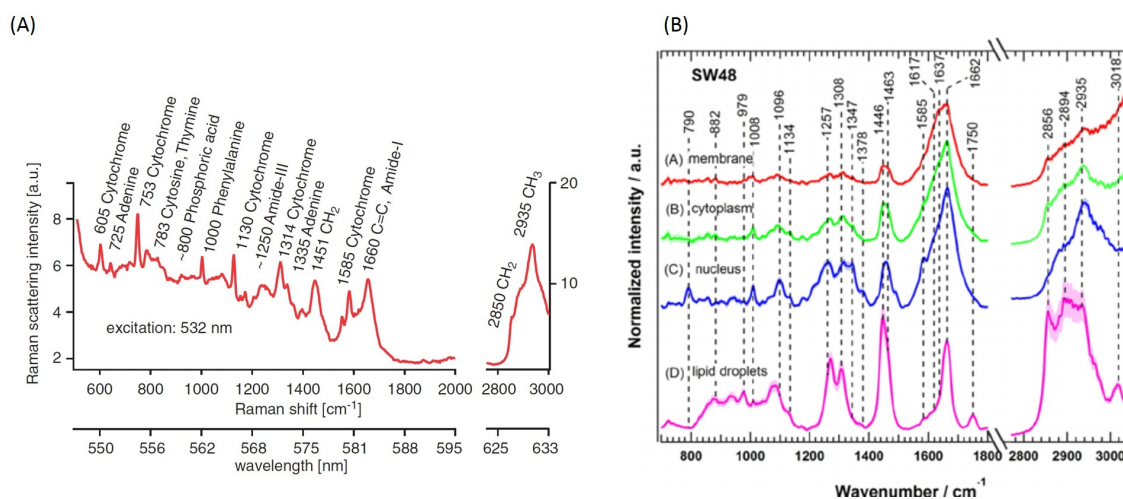 (A)
605 Cytochrome
725 Adenine
753 Cytochrome
783 Cytosine, Thymine
~800 Phosphoric acid
1000 Phenylalanine
1130 Cytochrome
~1250 Amide-III
1314 Cytochrome
1335 Adenine
1451 CH2
1585 Cytochrome
1660 C=C, Amide-I
2850 CH2
2935 CH3
Raman scattering intensity [a.u.]
8
6
4
2
20
10
excitation: 532 nm
600 800 1000 1200 1400 1600 1800 2000 2800 3000
Raman shift [cm-1]
550 556 562 568 575 581 588 595 625 633
wavelength [nm]
(B)
SW48
790
-882
979
1008
1096
1134
-1257
1308
-1347
-1378
1446
-1463
-1585
1617
1637
1662
1750
2856
-2894
-2935
-3018
(A) membrane
(B) cytoplasm
(C) nucleus
(D) lipid droplets
Normalized intensity / a.u.
800 1000 1200 1400 1600 1800 2800 2900 3000
Wavenumber / cm-1